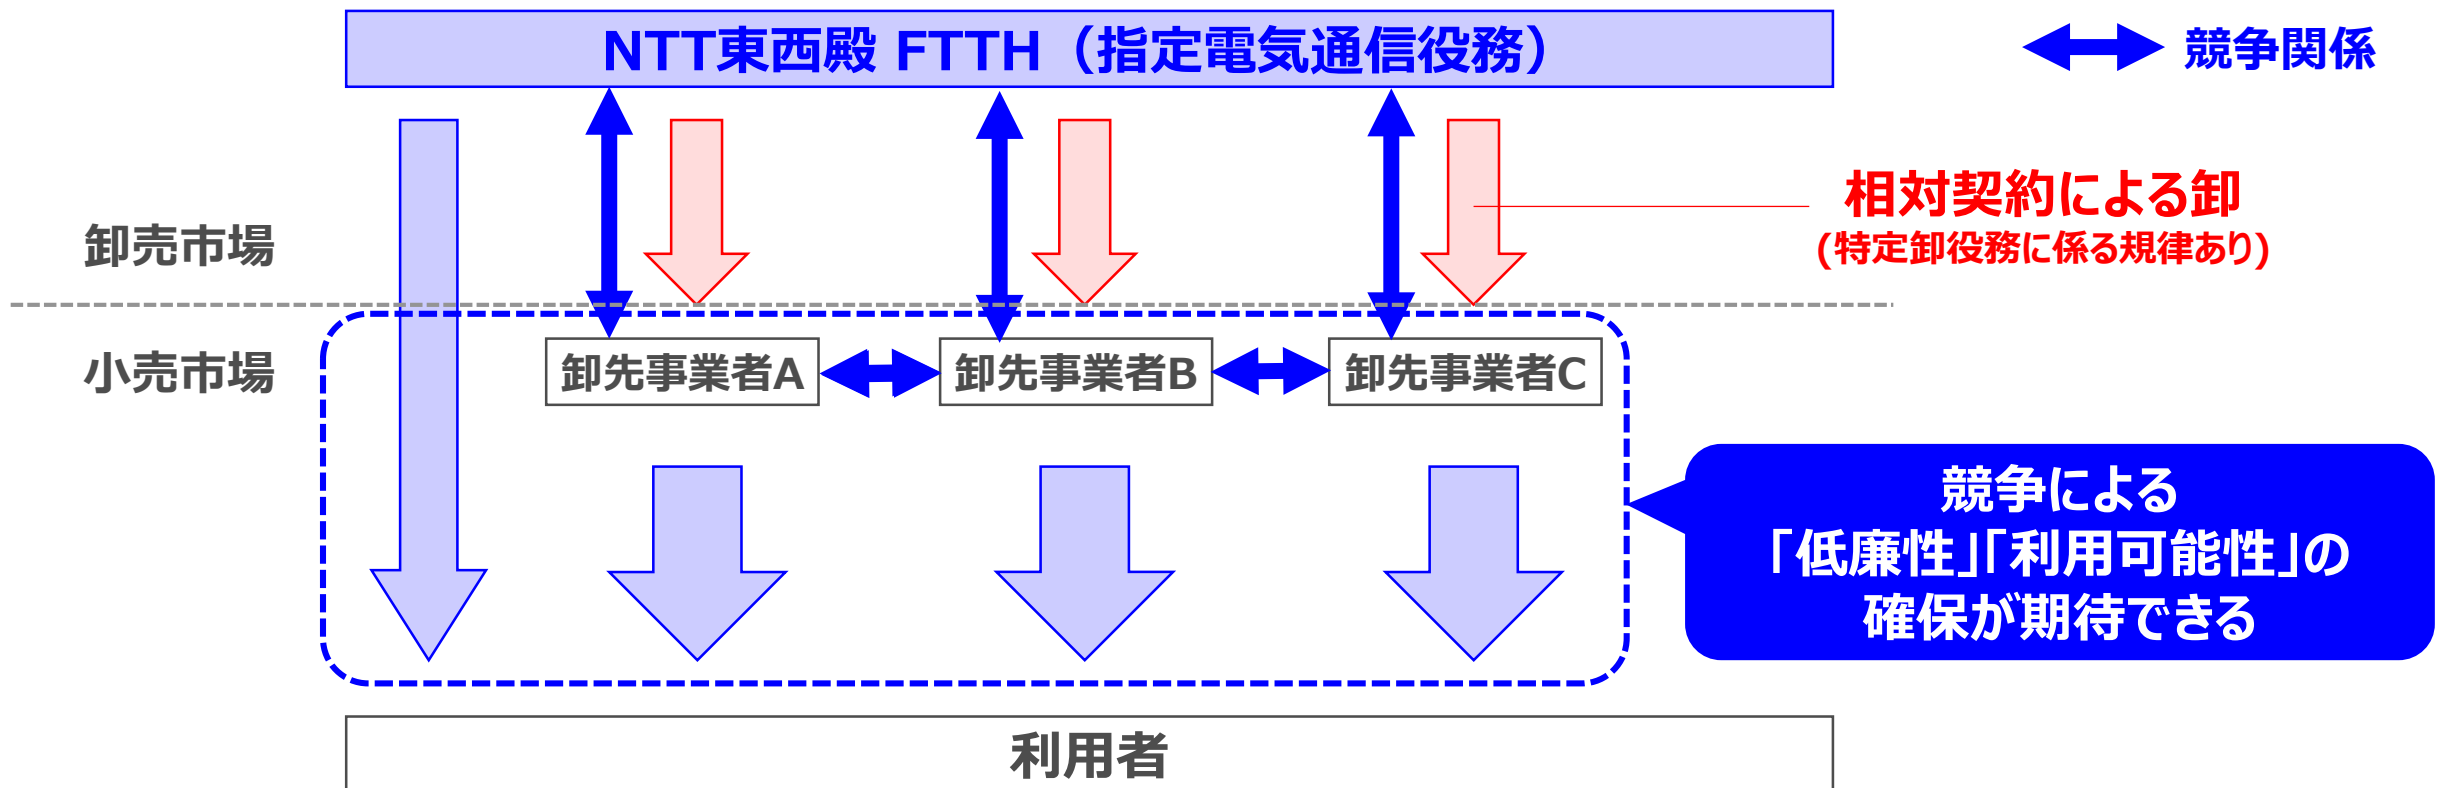 NTT東西殿 FTTH（指定電気通信役務）
競争関係
相対契約による卸
(特定卸役務に係る規律あり)
卸売市場
小売市場
卸先事業者A
卸先事業者B
卸先事業者C
競争による
「低廉性」「利用可能性」の
確保が期待できる
利用者